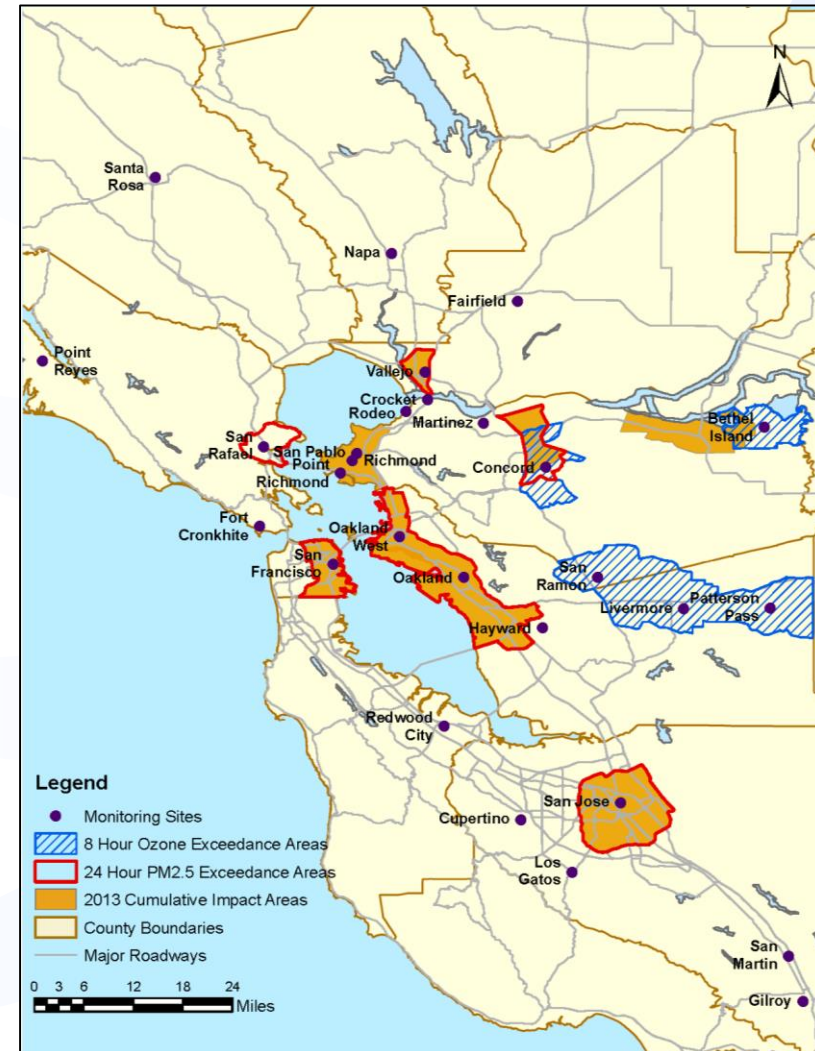 N
Santa
Rosa
Napa
Fairfield
Point
Reyes
Vallejo
Crocket
Rodeo
Martinez
Bethel
Island
San
Rafael
San Pablo
Point
Richmond
Richmond
Concord
Fort
Cronkhite
Oakland
West
San
Francisco
Oakland
San
Ramon
Livermore
Patterson
Pass
Hayward
Redwood
City
San Jose
Cupertino
Los
Gatos
San
Martin
Gilroy
Legend
Monitoring Sites
8 Hour Ozone Exceedance Areas
24 Hour PM2.5 Exceedance Areas
2013 Cumulative Impact Areas
County Boundaries
Major Roadways
0 3 6 12 18 24
Miles